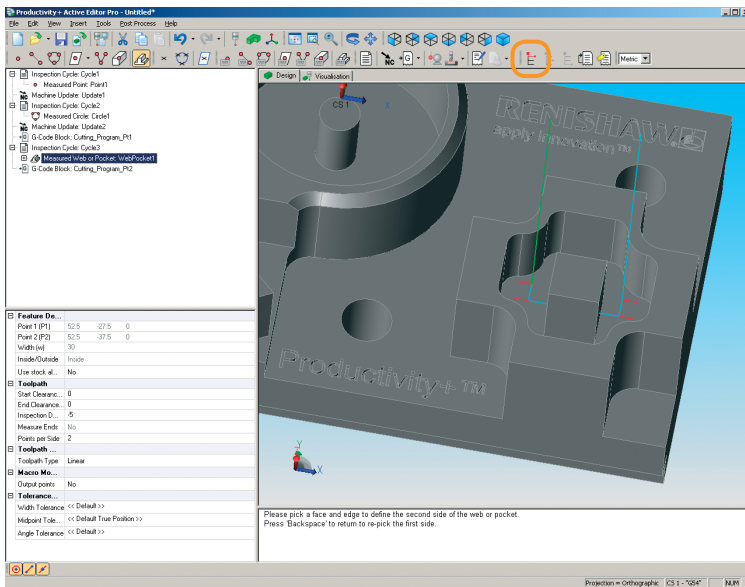 Productivity+ Active Editor Pro - Untitled*
File Edit View Insert Tools Post Process Help
Metric
Inspection Cycle: Cycle1
Measured Point: Point1
Machine Update: Update1
Inspection Cycle: Cycle2
Measured Circle: Circle1
Machine Update: Update2
G-Code Block: Cutting_Program_Pt1
Inspection Cycle: Cycle3
Measured Web or Pocket: WebPocket1
G-Code Block: Cutting_Program_Pt2
Design Visualisation
CS 1 X
RENISHAW
apply innovation™
Productivity+ ™
Y
X
Feature De...
Point 1 (P1) 52.5 -27.5 0
Point 2 (P2) 52.5 -37.5 0
Width (w) 30
Inside/Outside Inside
Use stock al... No
Toolpath
Start Clearanc... 0
End Clearance... 0
Inspection D... -5
Measure Ends No
Points per Side 2
Toolpath ...
Toolpath Type Linear
Macro Mo...
Output points No
Tolerance...
Width Tolerance << Default >>
Midpoint Tole... << Default True Position >>
Angle Tolerance << Default >>
Please pick a face and edge to define the second side of the web or pocket.
Press 'Backspace' to return to re-pick the first side.
Projection = Orthographic CS 1 - "G54" NUM